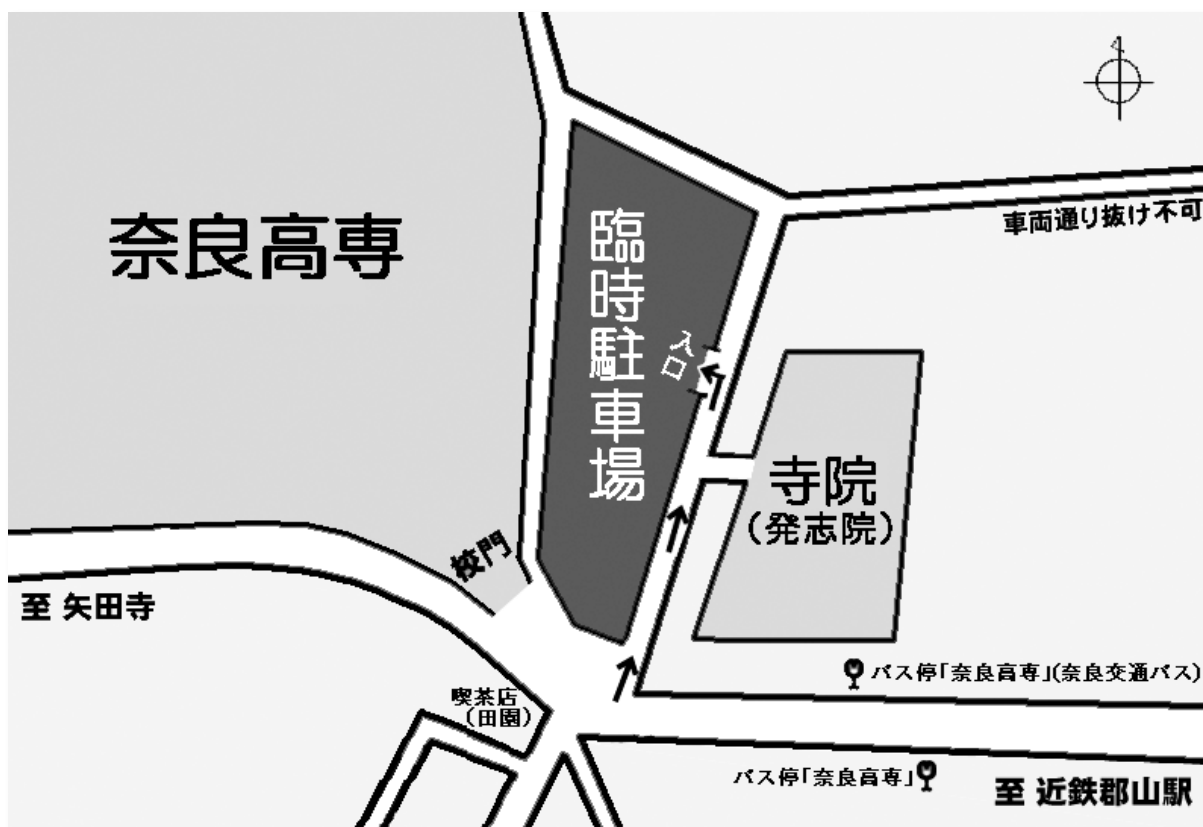 奈良高専
臨時駐車場
入口
車両通り抜け不可
寺院
(発志院)
校門
至 矢田寺
喫茶店
(田園)
バス停「奈良高専」(奈良交通バス)
バス停「奈良高専」
至 近鉄郡山駅